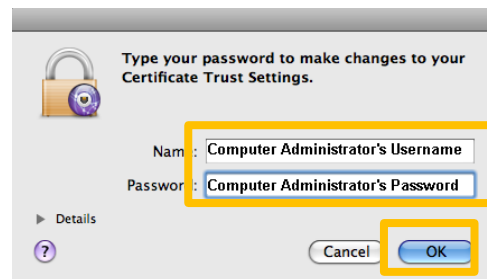 Type your password to make changes to your
Certificate Trust Settings.
Name: Computer Administrator's Username
Password: Computer Administrator's Password
Details
?
Cancel OK